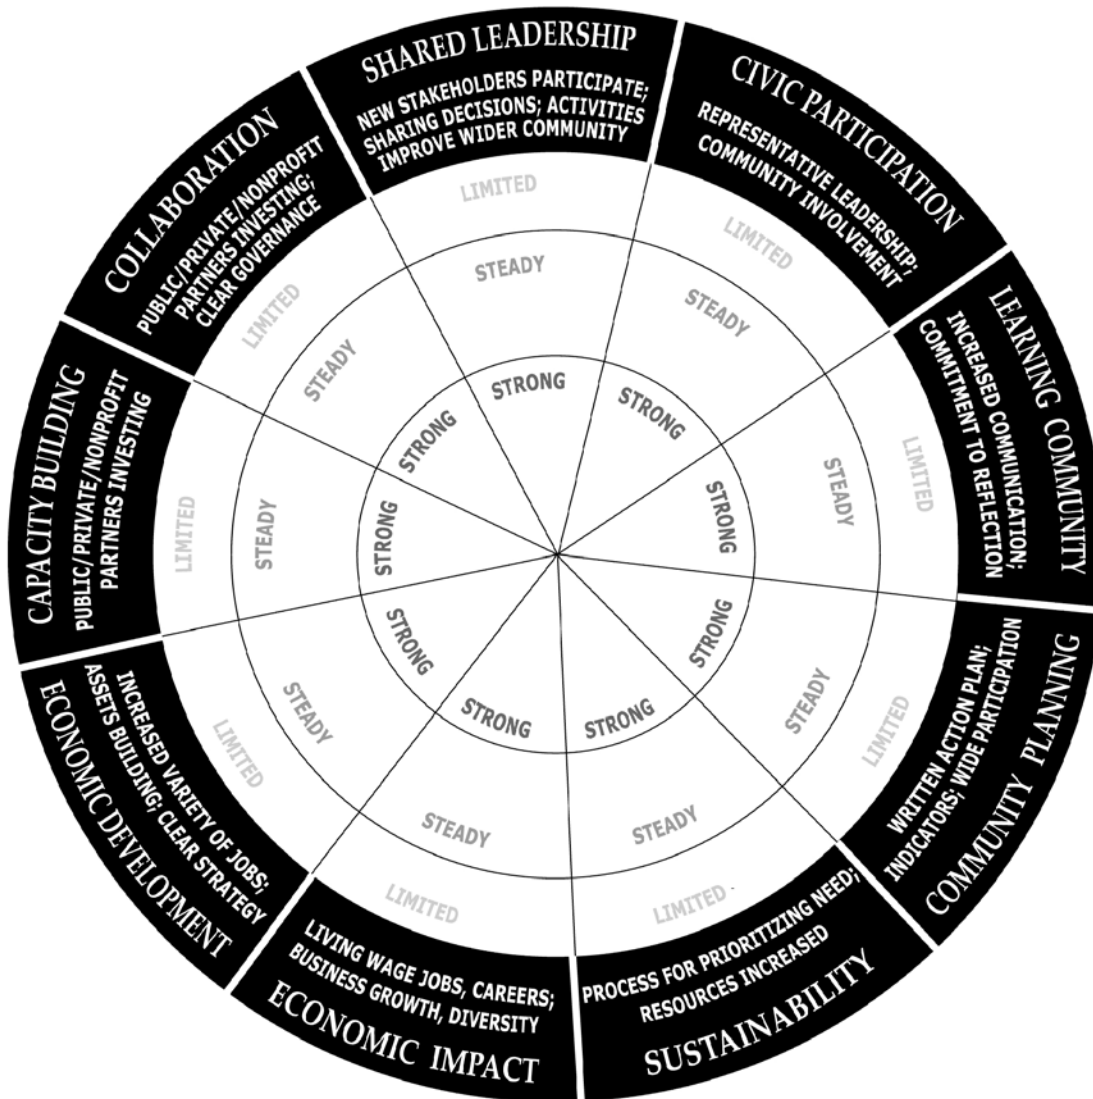 SHARED LEADERSHIP
NEW STAKEHOLDERS PARTICIPATE;
SHARING DECISIONS; ACTIVITIES
IMPROVE WIDER COMMUNITY
LIMITED
STEADY
STRONG
CIVIC PARTICIPATION
REPRESENTATIVE LEADERSHIP;
COMMUNITY INVOLVEMENT
LIMITED
STEADY
STRONG
LEARNING COMMUNITY
INCREASED COMMUNICATION;
COMMITMENT TO REFLECTION
LIMITED
STEADY
STRONG
COMMUNITY PLANNING
WRITTEN ACTION PLAN;
INDICATORS; WIDE PARTICIPATION
LIMITED
STEADY
STRONG
PROCESS FOR PRIORITIZING NEED;
RESOURCES INCREASED
SUSTAINABILITY
LIMITED
STEADY
STRONG
LIVING WAGE JOBS, CAREERS;
BUSINESS GROWTH, DIVERSITY
ECONOMIC IMPACT
LIMITED
STEADY
STRONG
INCREASED VARIETY OF JOBS;
ASSETS BUILDING; CLEAR STRATEGY
ECONOMIC DEVELOPMENT
LIMITED
STEADY
STRONG
CAPACITY BUILDING
PUBLIC/PRIVATE/NONPROFIT
PARTNERS INVESTING
LIMITED
STEADY
STRONG
COLLABORATION
PUBLIC/PRIVATE/NONPROFIT
PARTNERS INVESTING;
CLEAR GOVERNANCE
LIMITED
STEADY
STRONG